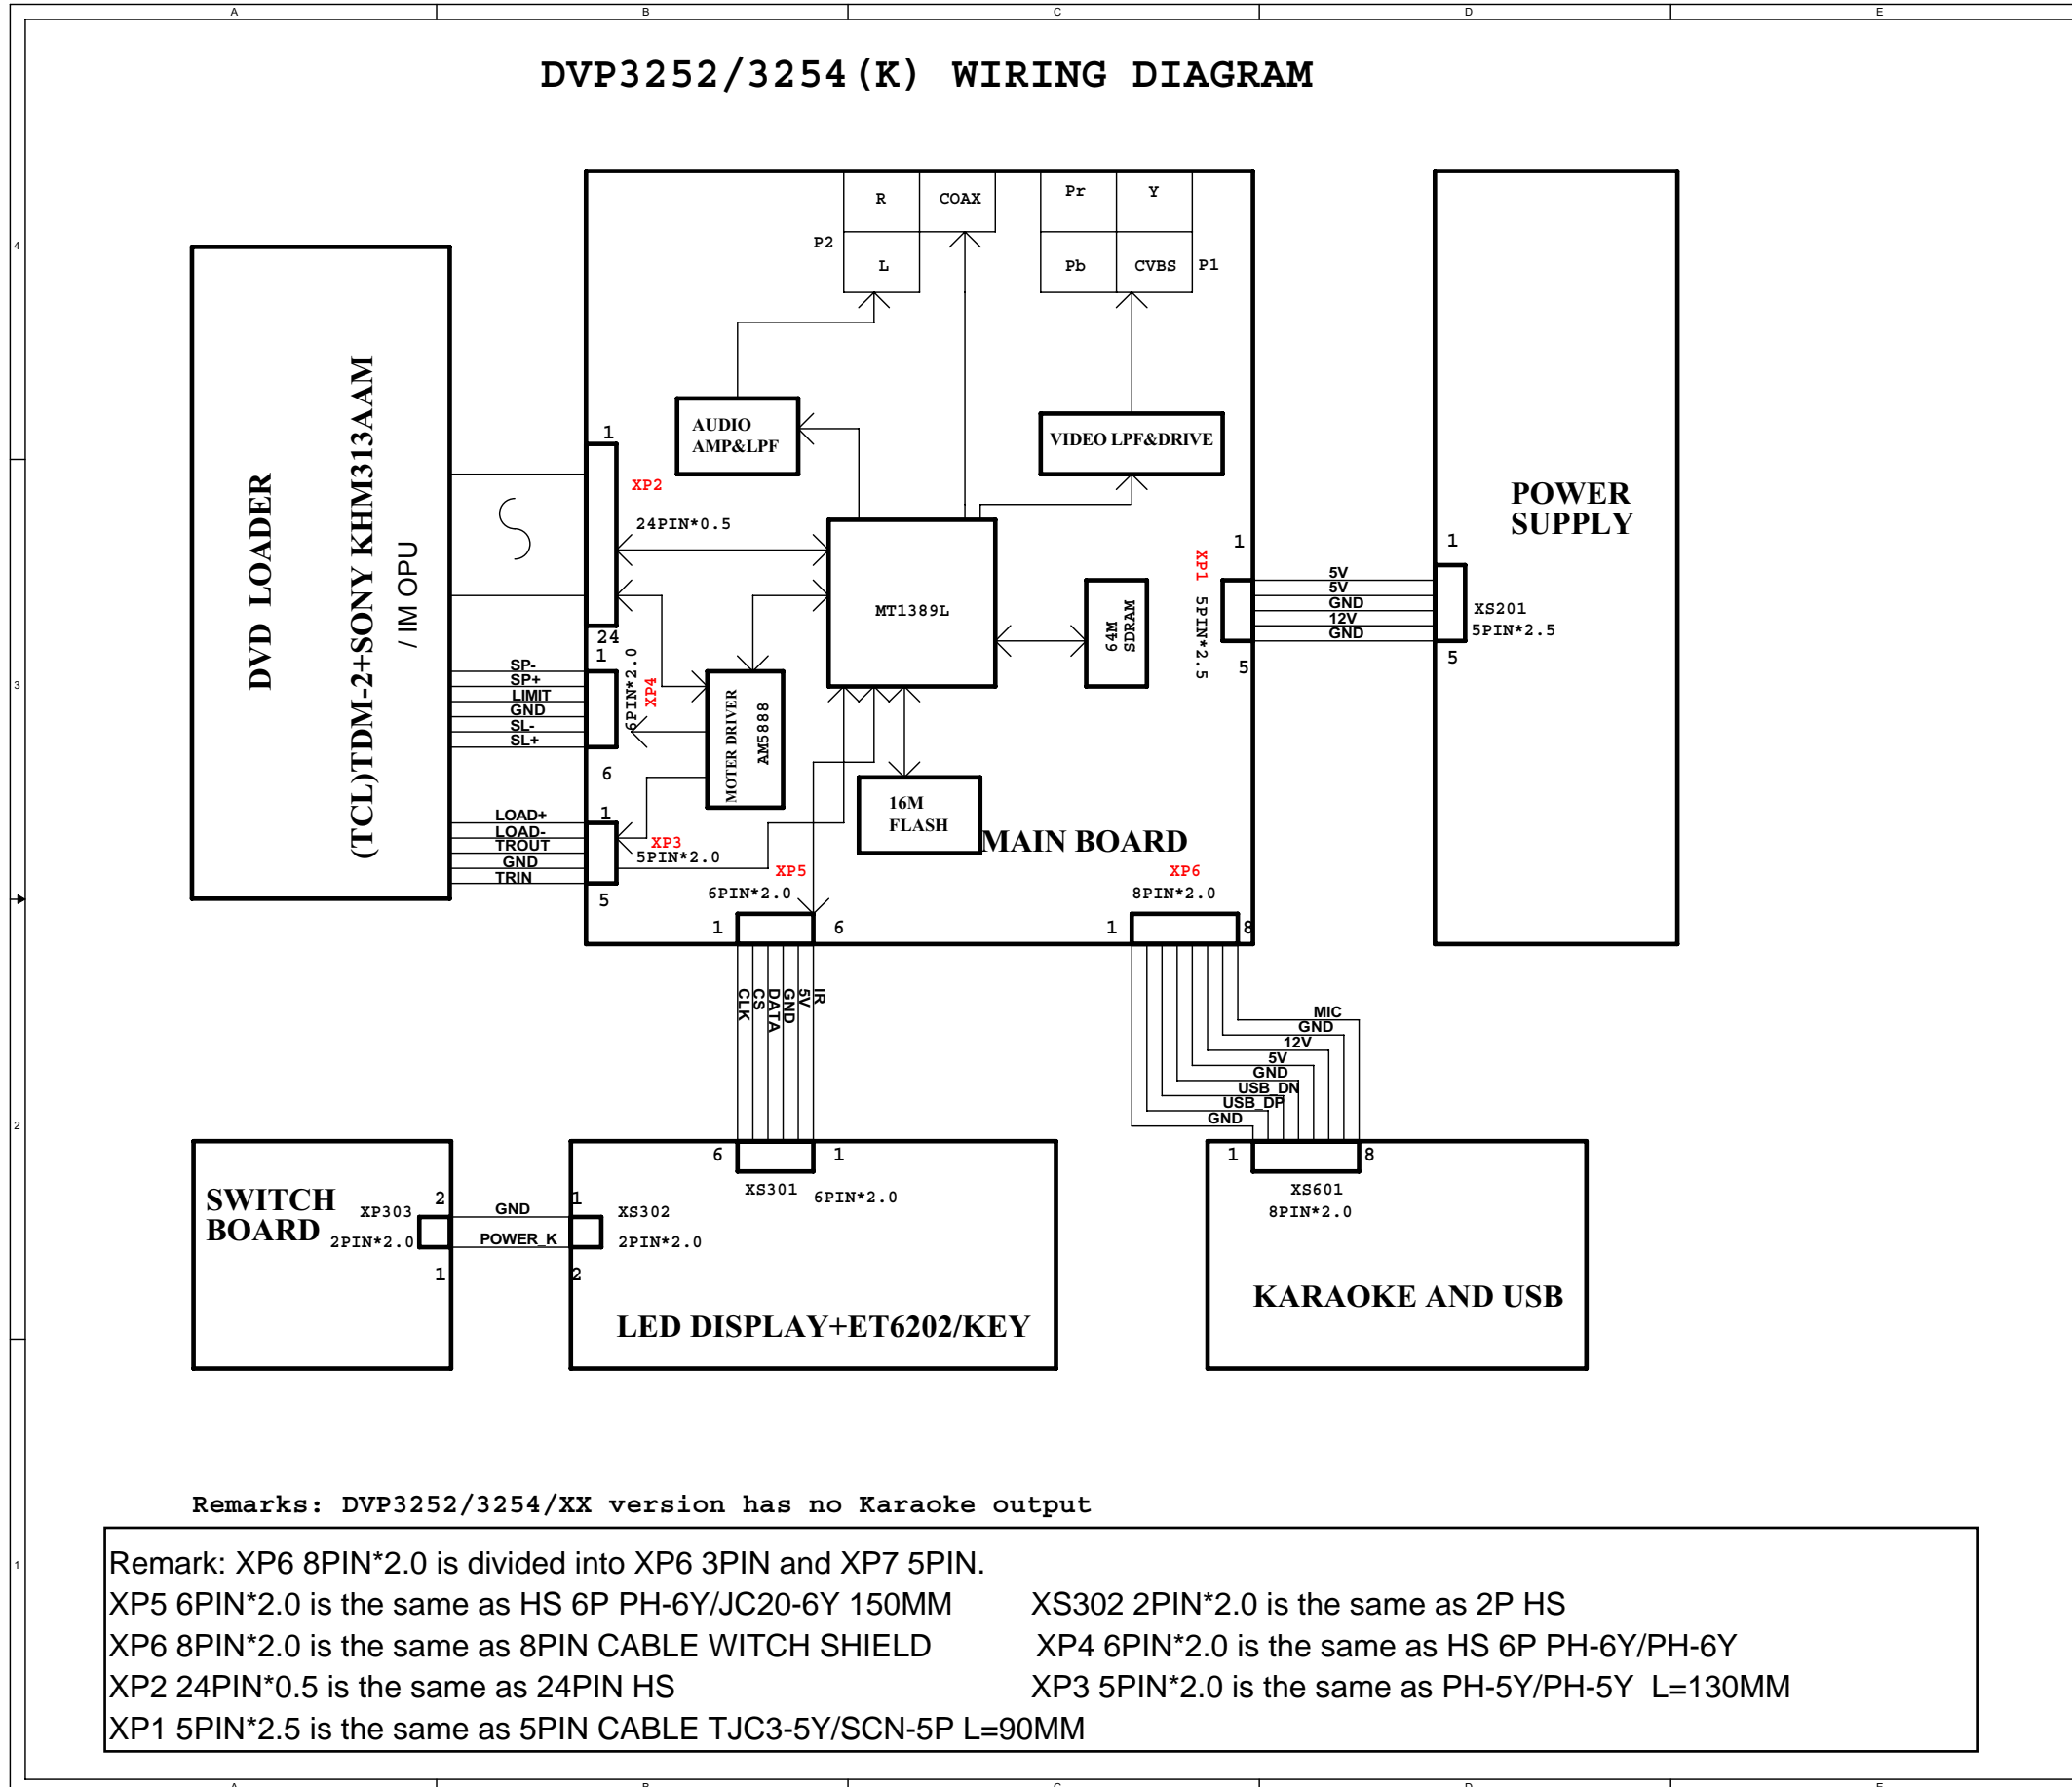 A B C D E
DVP3252/3254(K) WIRING DIAGRAM
4
3
2
1
DVD LOADER
(TCL)TDM-2+SONY KHM313AAM
/ IM OPU
SP-
SP+
LIMIT
GND
SL-
SL+
LOAD+
LOAD-
TROUT
GND
TRIN
R
COAX
L
P2
Pr
Y
Pb
CVBS
P1
AUDIO
AMP&LPF
VIDEO LPF&DRIVE
1
XP2
24PIN*0.5
24
1
6PIN*2.0
XP4
6
1
XP3
5PIN*2.0
5
MT1389L
64M
SDRAM
MOTER DRIVER
AM5888
16M
FLASH
MAIN BOARD
1
XP1 5PIN*2.5
5
5V
5V
GND
12V
GND
POWER
SUPPLY
1
XS201
5PIN*2.5
5
XP5
6PIN*2.0
1
6
XP6
8PIN*2.0
1
8
CLK
CS
DATA
GND
5V
IR
MIC
GND
12V
5V
GND
USB_DN
USB_DP
GND
SWITCH
BOARD
2
XP303
2PIN*2.0
1
GND
POWER_K
1
XS302
2PIN*2.0
2
6
1
XS301
6PIN*2.0
LED DISPLAY+ET6202/KEY
1
8
XS601
8PIN*2.0
KARAOKE AND USB
Remarks: DVP3252/3254/XX version has no Karaoke output
Remark: XP6 8PIN*2.0 is divided into XP6 3PIN and XP7 5PIN.
XP5 6PIN*2.0 is the same as HS 6P PH-6Y/JC20-6Y 150MM XS302 2PIN*2.0 is the same as 2P HS
XP6 8PIN*2.0 is the same as 8PIN CABLE WITCH SHIELD XP4 6PIN*2.0 is the same as HS 6P PH-6Y/PH-6Y
XP2 24PIN*0.5 is the same as 24PIN HS XP3 5PIN*2.0 is the same as PH-5Y/PH-5Y L=130MM
XP1 5PIN*2.5 is the same as 5PIN CABLE TJC3-5Y/SCN-5P L=90MM
A B C D E